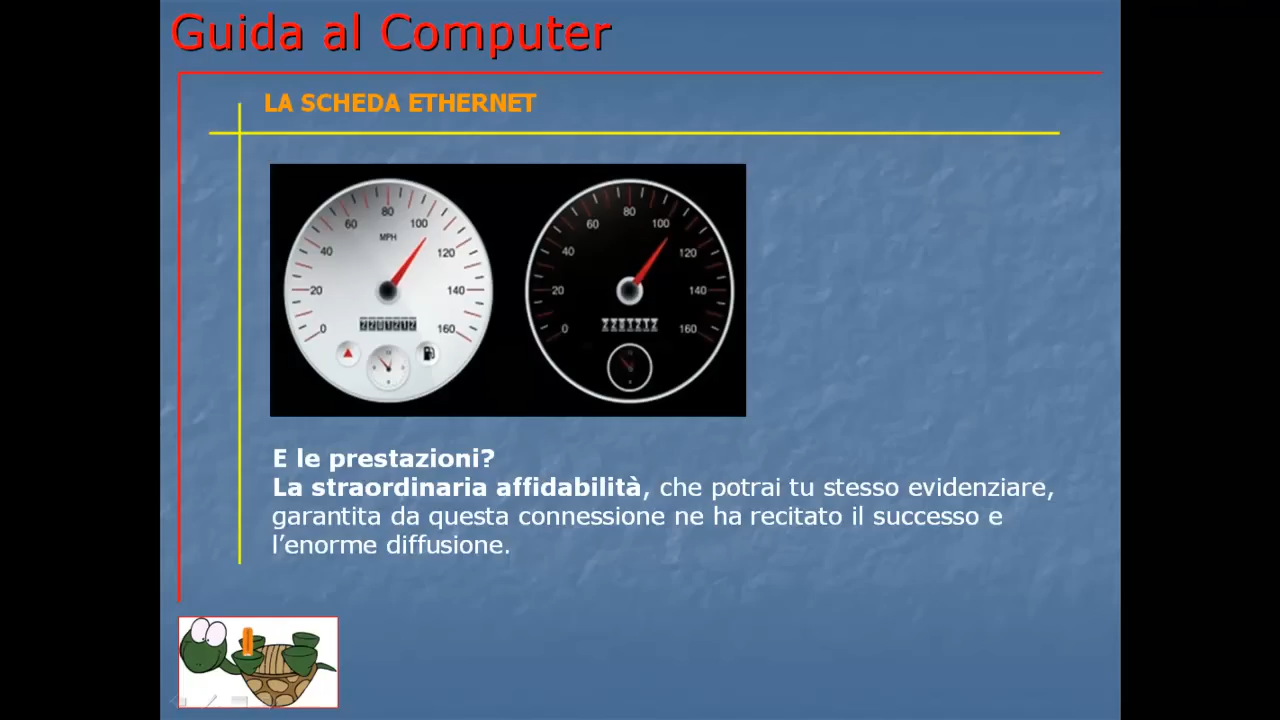 Guida al Computer
LA SCHEDA ETHERNET
80
60
100
MPH
40
120
20
140
0
160
80
60
100
40
120
20
140
0
160
E le prestazioni?
La straordinaria affidabilità, che potrai tu stesso evidenziare,
garantita da questa connessione ne ha recitato il successo e
l’enorme diffusione.